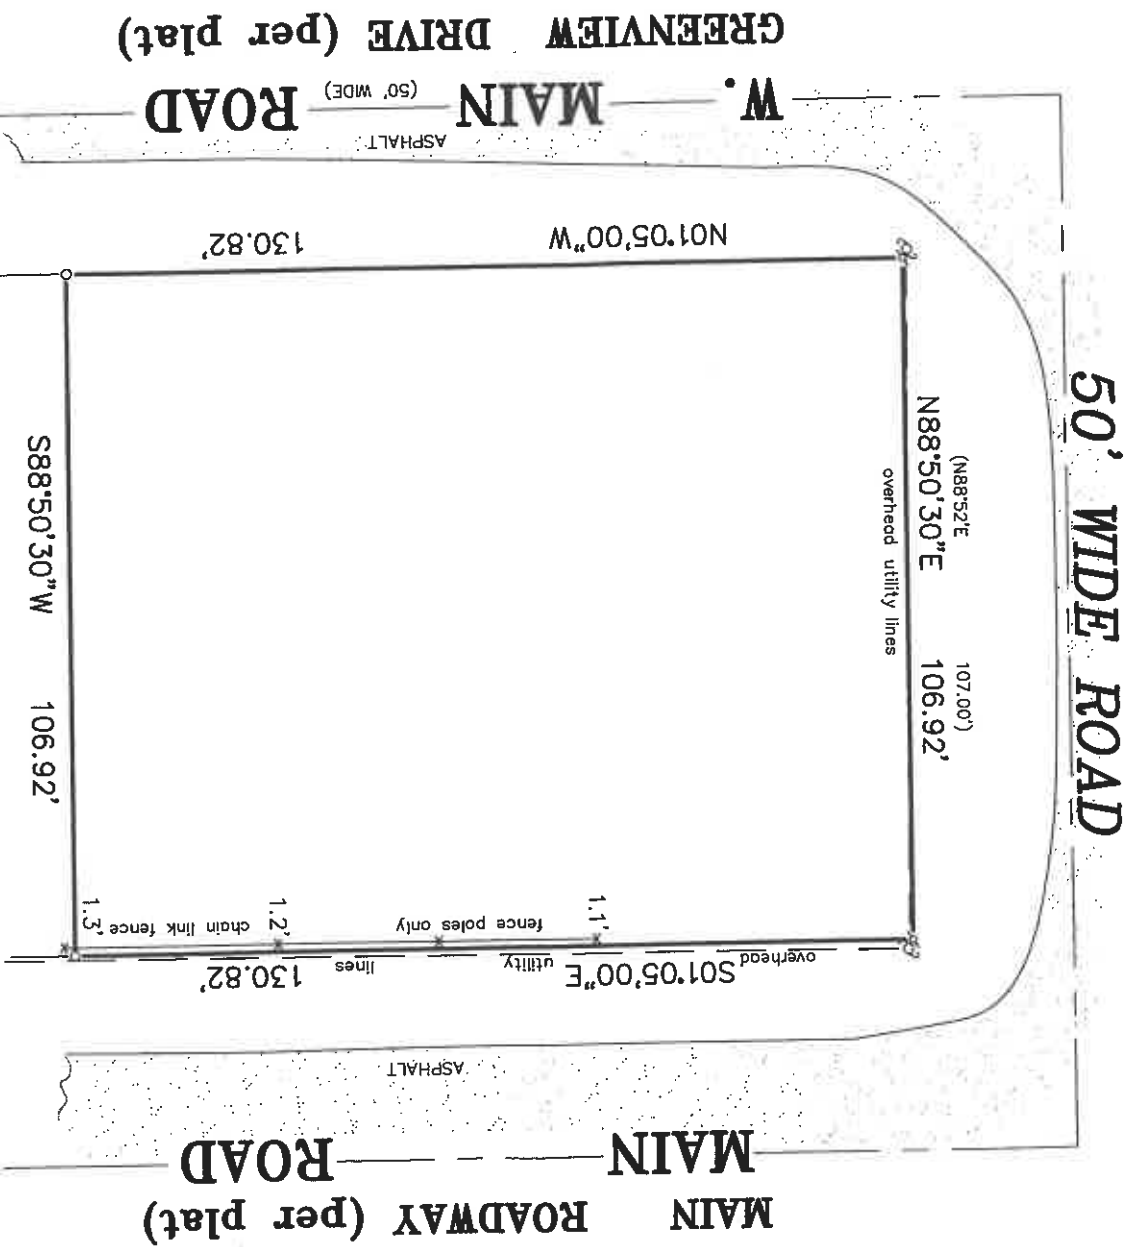 GREENVIEW DRIVE (per plat)
W. MAIN (50' WIDE) ROAD
ASPHALT
N01°05'00"W 130.82'
50' WIDE ROAD
(N88°52'E 107.00')
N88°50'30"E 106.92'
overhead utility lines
S88°50'30"W 106.92'
1.1' fence poles only 1.2' chain link fence 1.3'
overhead utility lines
S01°05'00"E 130.82'
ASPHALT
MAIN ROAD
MAIN ROADWAY (per plat)